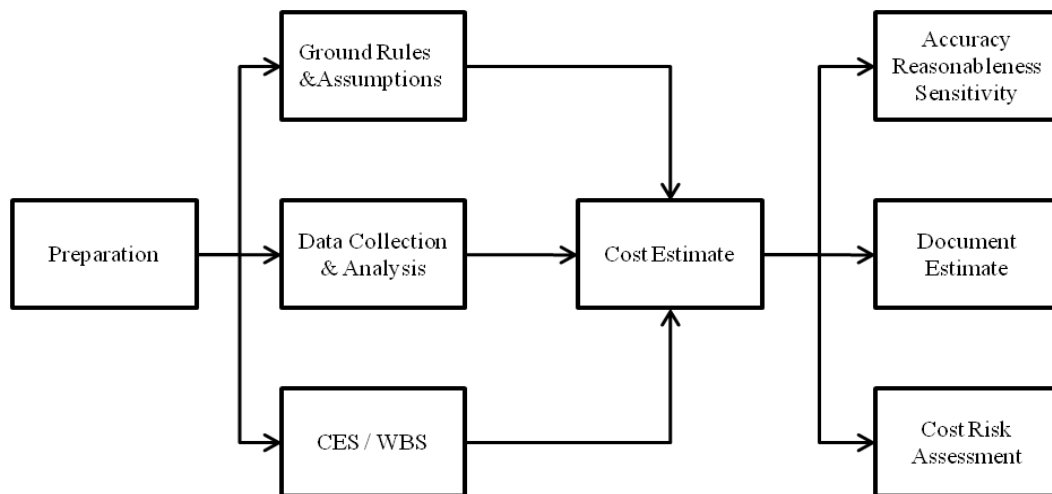 Preparation
Ground Rules
&Assumptions
Data Collection
& Analysis
CES / WBS
Cost Estimate
Accuracy
Reasonableness
Sensitivity
Document
Estimate
Cost Risk
Assessment